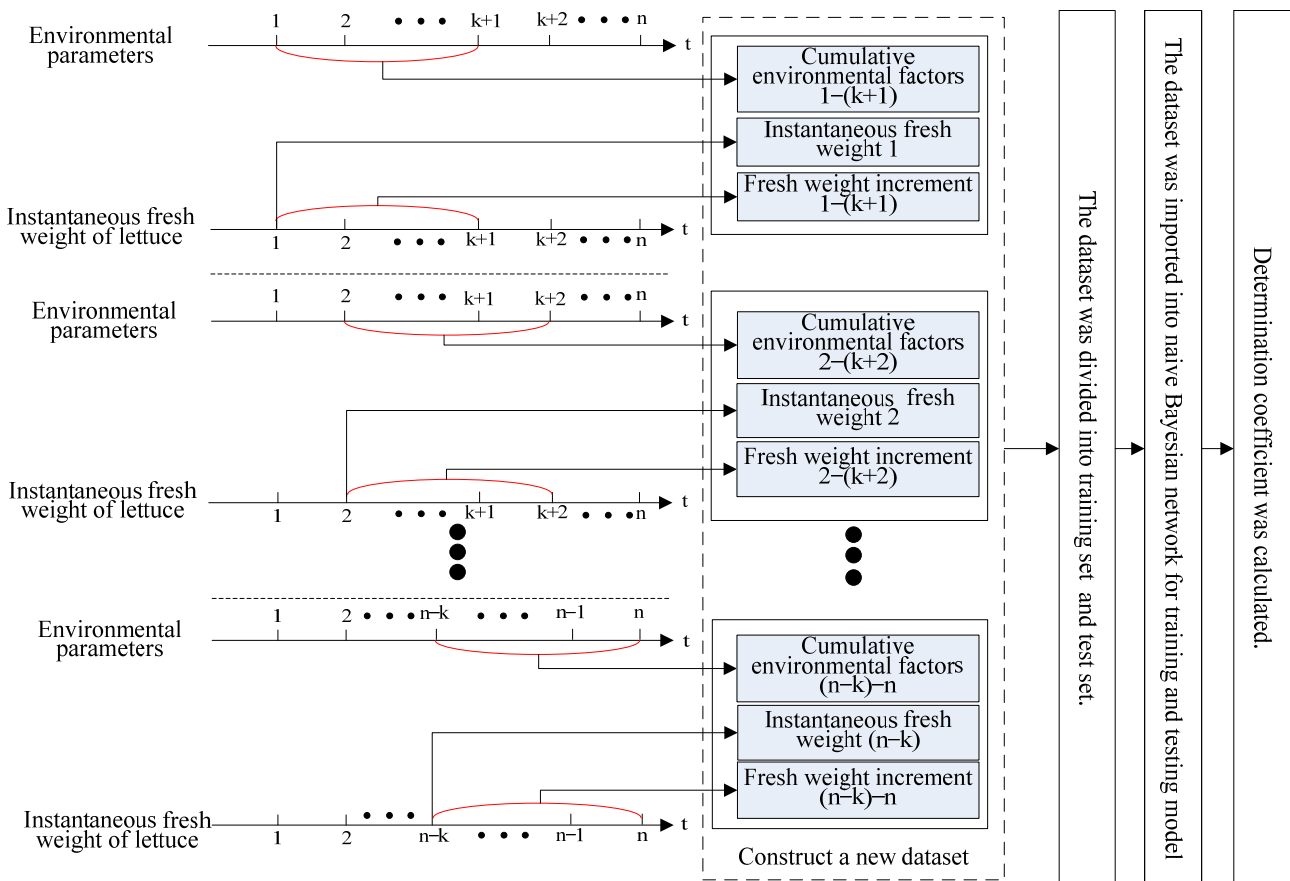 1 2 • • • k+1 k+2 • • • n
Environmental
parameters
t
Cumulative
environmental factors
1−(k+1)
Instantaneous fresh
weight 1
Fresh weight increment
1−(k+1)
Instantaneous fresh
weight of lettuce
t
1 2 • • • k+1 k+2 • • • n
1 2 • • • k+1 k+2 • • • n
Environmental
parameters
t
Cumulative
environmental factors
2−(k+2)
Instantaneous fresh
weight 2
Fresh weight increment
2−(k+2)
Instantaneous fresh
weight of lettuce
t
1 2 • • • k+1 k+2 • • • n
1 2 • • • n−k • • • n−1 n
Environmental
parameters
t
Cumulative
environmental factors
(n−k)−n
Instantaneous fresh
weight (n−k)
Fresh weight increment
(n−k)−n
Instantaneous fresh
weight of lettuce
t
1 2 • • • n−k • • • n−1 n
Construct a new dataset
The dataset was divided into training set and test set.
The dataset was imported into naive Bayesian network for training and testing model
Determination coefficient was calculated.